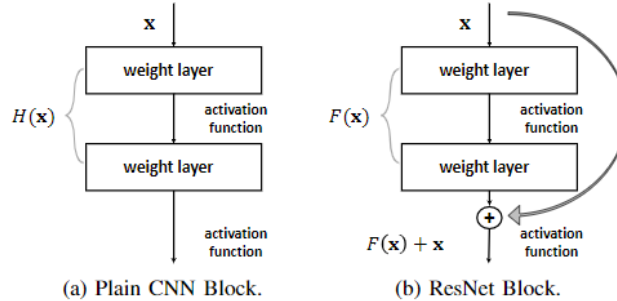 x
weight layer
H(x)
activation
function
weight layer
activation
function
(a) Plain CNN Block.
x
weight layer
F(x)
activation
function
weight layer
+
F(x) + x
activation
function
(b) ResNet Block.